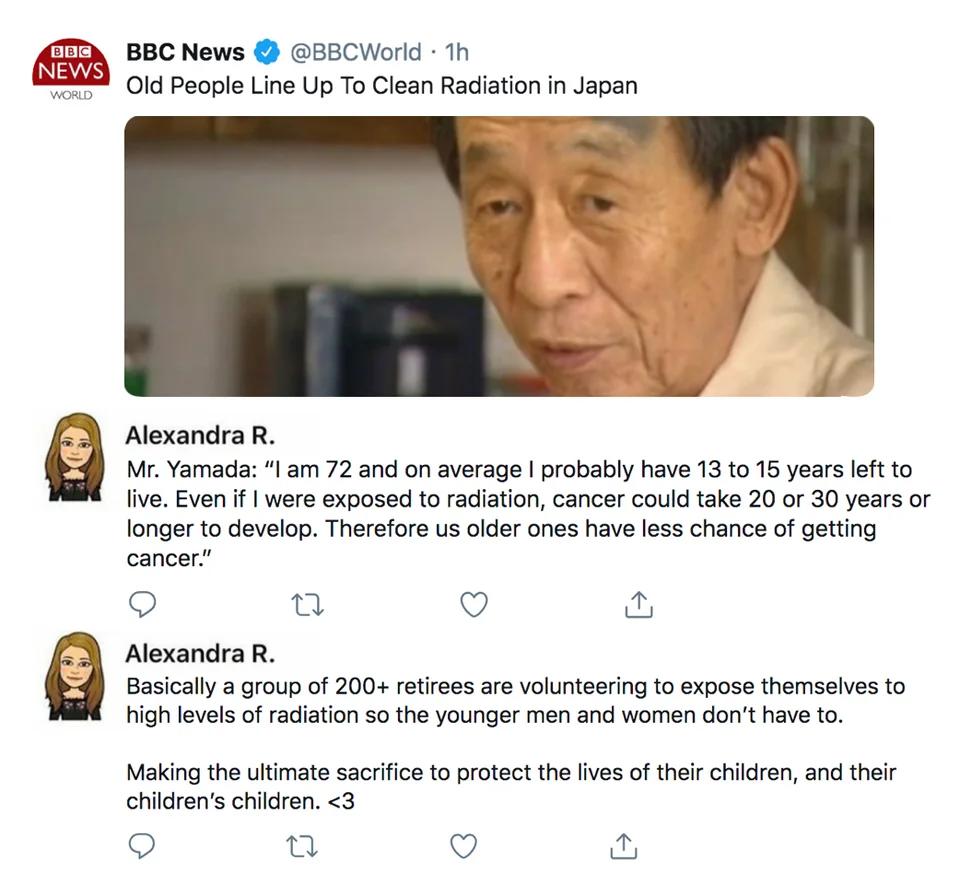 BBC
NEWS
WORLD
BBC News @BBCWorld · 1h
Old People Line Up To Clean Radiation in Japan
Alexandra R.
Mr. Yamada: “I am 72 and on average I probably have 13 to 15 years left to
live. Even if I were exposed to radiation, cancer could take 20 or 30 years or
longer to develop. Therefore us older ones have less chance of getting
cancer.”
Alexandra R.
Basically a group of 200+ retirees are volunteering to expose themselves to
high levels of radiation so the younger men and women don’t have to.
Making the ultimate sacrifice to protect the lives of their children, and their
children’s children. <3